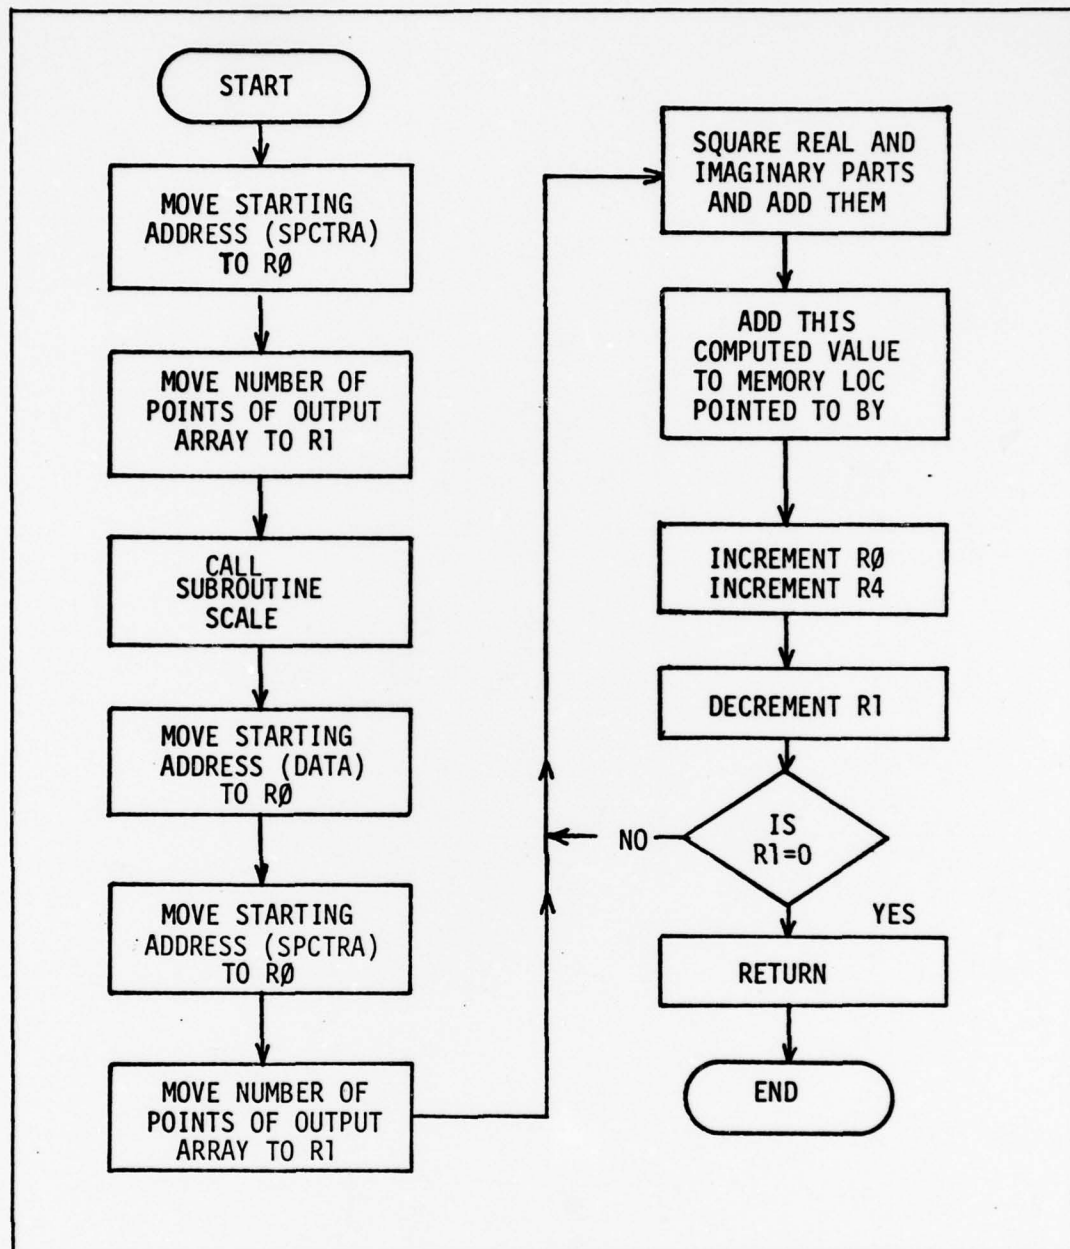 START
MOVE STARTING
ADDRESS (SPCTRA)
TO RØ
MOVE NUMBER OF
POINTS OF OUTPUT
ARRAY TO R1
CALL
SUBROUTINE
SCALE
MOVE STARTING
ADDRESS (DATA)
TO RØ
MOVE STARTING
ADDRESS (SPCTRA)
TO RØ
MOVE NUMBER OF
POINTS OF OUTPUT
ARRAY TO R1
SQUARE REAL AND
IMAGINARY PARTS
AND ADD THEM
ADD THIS
COMPUTED VALUE
TO MEMORY LOC
POINTED TO BY
INCREMENT RØ
INCREMENT R4
DECREMENT R1
IS
R1=0
NO
YES
RETURN
END